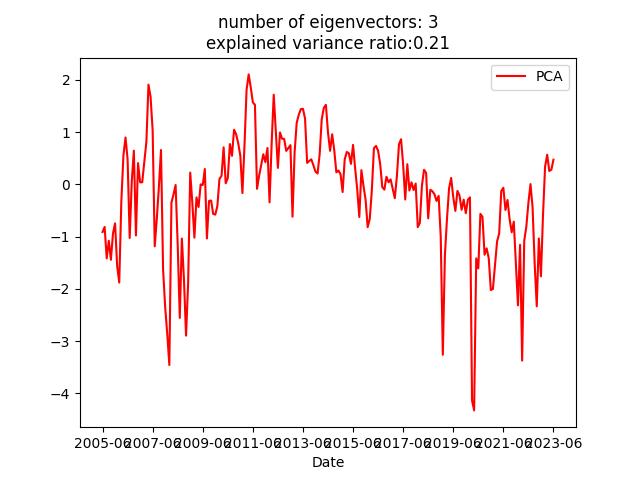 number of eigenvectors: 3
explained variance ratio:0.21
PCA
2
1
0
−1
−2
−3
−4
2005-06 2007-06 2009-06 2011-06 2013-06 2015-06 2017-06 2019-06 2021-06 2023-06
Date